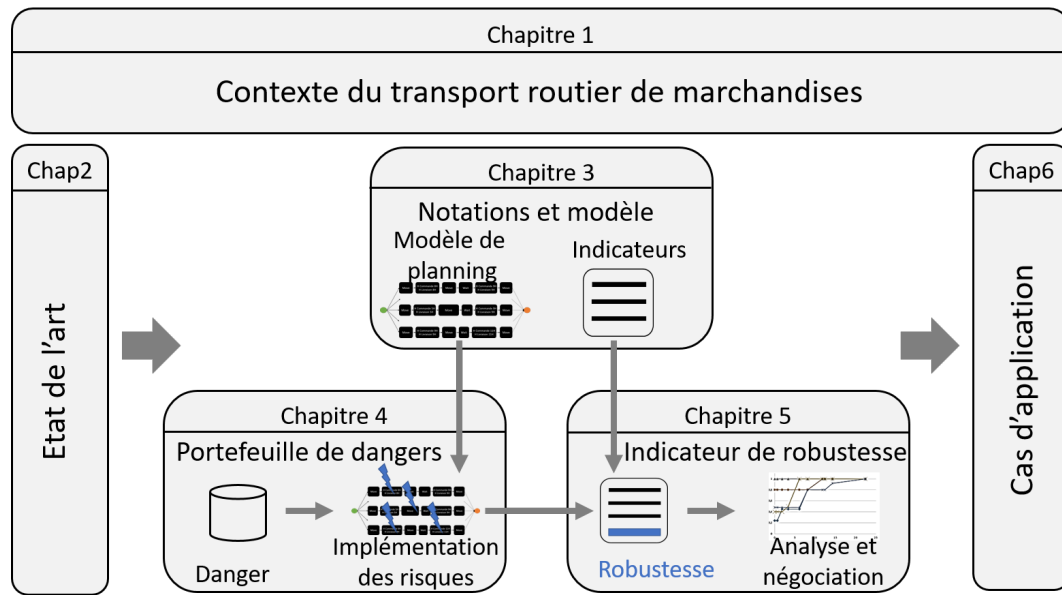 Chapitre 1
Contexte du transport routier de marchandises
Chap2
Etat de l'art
Chapitre 3
Notations et modèle
Modèle de
planning
Indicateurs
Chapitre 4
Portefeuille de dangers
Danger
Implémentation
des risques
Chapitre 5
Indicateur de robustesse
Robustesse
Analyse et
négociation
Chap6
Cas d'application